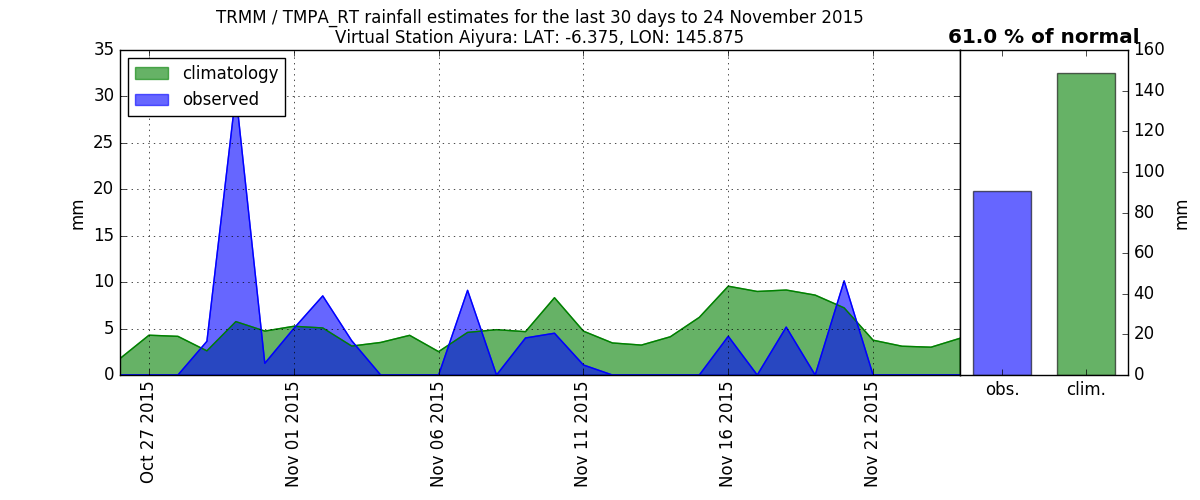 TRMM / TMPA_RT rainfall estimates for the last 30 days to 24 November 2015
Virtual Station Aiyura: LAT: -6.375, LON: 145.875
61.0 % of normal
climatology
observed
35
30
25
20
15
10
5
0
mm
Oct 27 2015
Nov 01 2015
Nov 06 2015
Nov 11 2015
Nov 16 2015
Nov 21 2015
160
140
120
100
80
60
40
20
0
mm
obs.
clim.